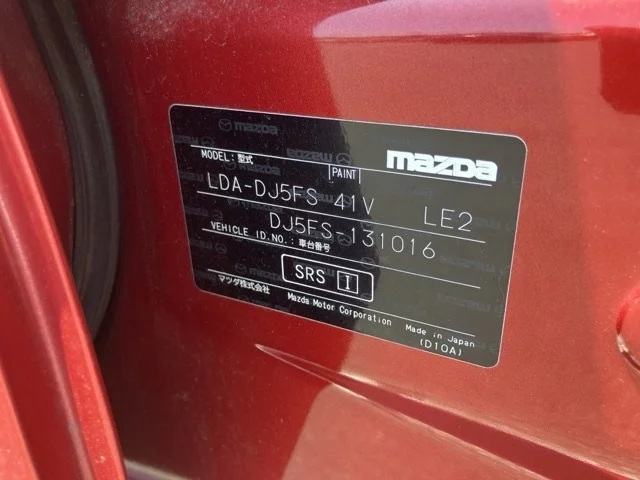 mazda
MODEL:型式
PAINT
LDA-DJ5FS 41V LE2
DJ5FS-131016
VEHICLE ID.NO.:車台番号
SRS I
マツダ株式会社
Mazda Motor Corporation
Made in Japan
(D10A)